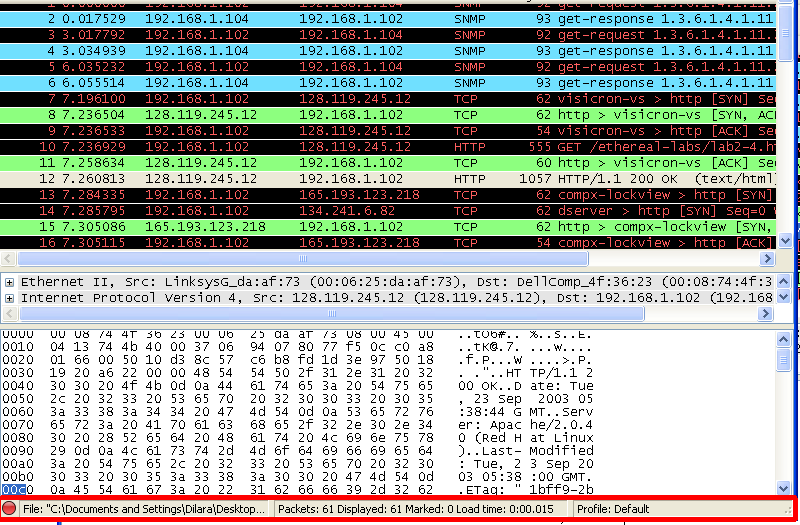 1 0.000000 192.168.1.102 192.168.1.104 SNMP 92 get-request 1.3.6.1.4.1.11
2 0.017529 192.168.1.104 192.168.1.102 SNMP 93 get-response 1.3.6.1.4.1.11
3 3.017792 192.168.1.102 192.168.1.104 SNMP 92 get-request 1.3.6.1.4.1.11.
4 3.034939 192.168.1.104 192.168.1.102 SNMP 93 get-response 1.3.6.1.4.1.11
5 6.035232 192.168.1.102 192.168.1.104 SNMP 92 get-request 1.3.6.1.4.1.11.
6 6.055514 192.168.1.104 192.168.1.102 SNMP 93 get-response 1.3.6.1.4.1.11
7 7.196100 192.168.1.102 128.119.245.12 TCP 62 visicron-vs > http [SYN] Seq
8 7.236504 128.119.245.12 192.168.1.102 TCP 62 http > visicron-vs [SYN, ACK
9 7.236533 192.168.1.102 128.119.245.12 TCP 54 visicron-vs > http [ACK] Seq
10 7.236929 192.168.1.102 128.119.245.12 HTTP 555 GET /ethereal-labs/lab2-4.h
11 7.258634 128.119.245.12 192.168.1.102 TCP 60 http > visicron-vs [ACK] Seq
12 7.260813 128.119.245.12 192.168.1.102 HTTP 1057 HTTP/1.1 200 OK (text/html)
13 7.284335 192.168.1.102 165.193.123.218 TCP 62 compx-lockview > http [SYN]
14 7.285795 192.168.1.102 134.241.6.82 TCP 62 dserver > http [SYN] Seq=0 W
15 7.305086 165.193.123.218 192.168.1.102 TCP 62 http > compx-lockview [SYN,
16 7.305115 192.168.1.102 165.193.123.218 TCP 54 compx-lockview > http [ACK]
Ethernet II, Src: LinksysG_da:af:73 (00:06:25:da:af:73), Dst: DellComp_4f:36:23 (00:08:74:4f:3
Internet Protocol Version 4, Src: 128.119.245.12 (128.119.245.12), Dst: 192.168.1.102 (192.168
0000 00 08 74 4f 36 23 00 06 25 da af 73 08 00 45 00 ..tO6#.. %..s..E.
0010 04 13 74 4b 40 00 37 06 94 07 80 77 f5 0c c0 a8 ..tK@.7. ...w....
0020 01 66 00 50 10 d3 8c 57 c6 b8 fd 1d 3e 97 50 18 .f.P...W ....>.P.
0030 19 20 a6 22 00 00 48 54 54 50 2f 31 2e 31 20 32 . ."..HT TP/1.1 2
0040 30 30 20 4f 4b 0d 0a 44 61 74 65 3a 20 54 75 65 00 OK..D ate: Tue
0050 2c 20 32 33 20 53 65 70 20 32 30 30 33 20 30 35 , 23 Sep 2003 05
0060 3a 33 38 3a 34 34 20 47 4d 54 0d 0a 53 65 72 76 :38:44 G MT..Serv
0070 65 72 3a 20 41 70 61 63 68 65 2f 32 2e 30 2e 34 er: Apac he/2.0.4
0080 30 20 28 52 65 64 20 48 61 74 20 4c 69 6e 75 78 0 (Red H at Linux
0090 29 0d 0a 4c 61 73 74 2d 4d 6f 64 69 66 69 65 64 )..Last- Modified
00a0 3a 20 54 75 65 2c 20 32 33 20 53 65 70 20 32 30 : Tue, 2 3 Sep 20
00b0 30 33 20 30 35 3a 33 38 3a 30 30 20 47 4d 54 0d 03 05:38 :00 GMT.
00c0 0a 45 54 61 67 3a 20 22 31 62 66 66 39 2d 32 62 .ETag: " 1bff9-2b
File: "C:\Documents and Settings\Dilara\Desktop... Packets: 61 Displayed: 61 Marked: 0 Load time: 0:00.015 Profile: Default